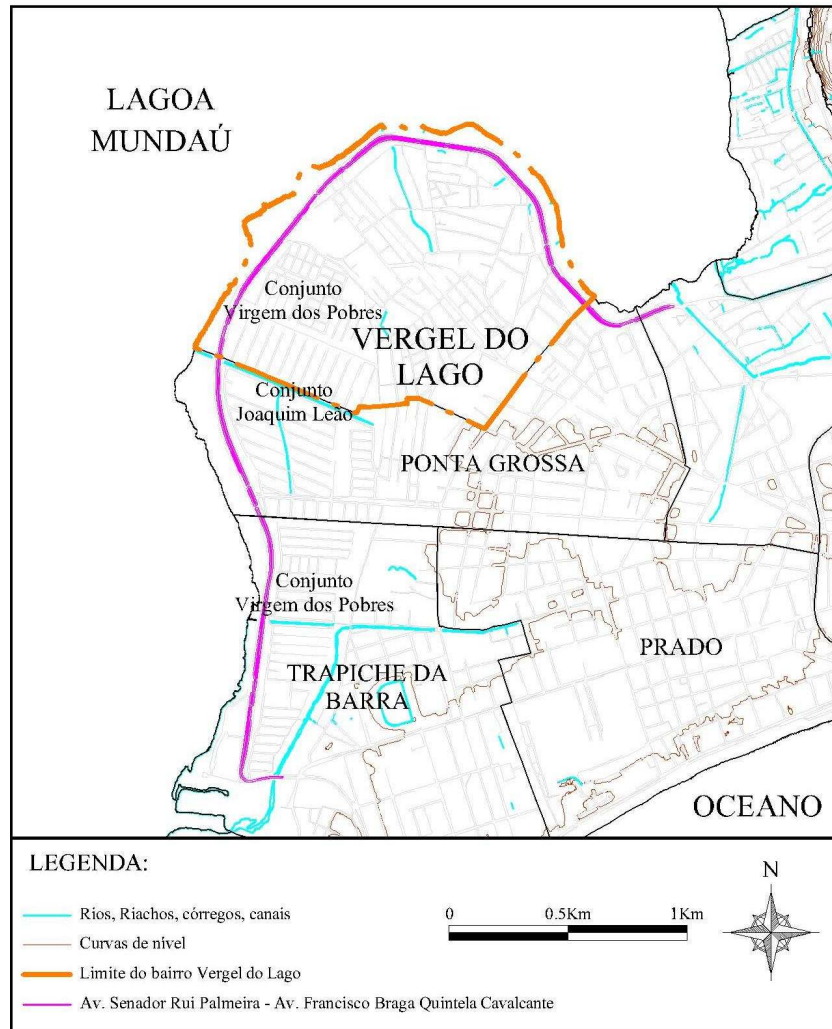 LAGOA
MUNDAÚ
Conjunto
Virgem dos Pobres
VERGEL DO
LAGO
Conjunto
Joaquim Leão
PONTA GROSSA
Conjunto
Virgem dos Pobres
PRADO
TRAPICHE DA
BARRA
OCEANO
LEGENDA:
Rios, Riachos, córregos, canais
Curvas de nível
Limite do bairro Vergel do Lago
Av. Senador Rui Palmeira - Av. Francisco Braga Quintela Cavalcante
0 0.5Km 1Km
N